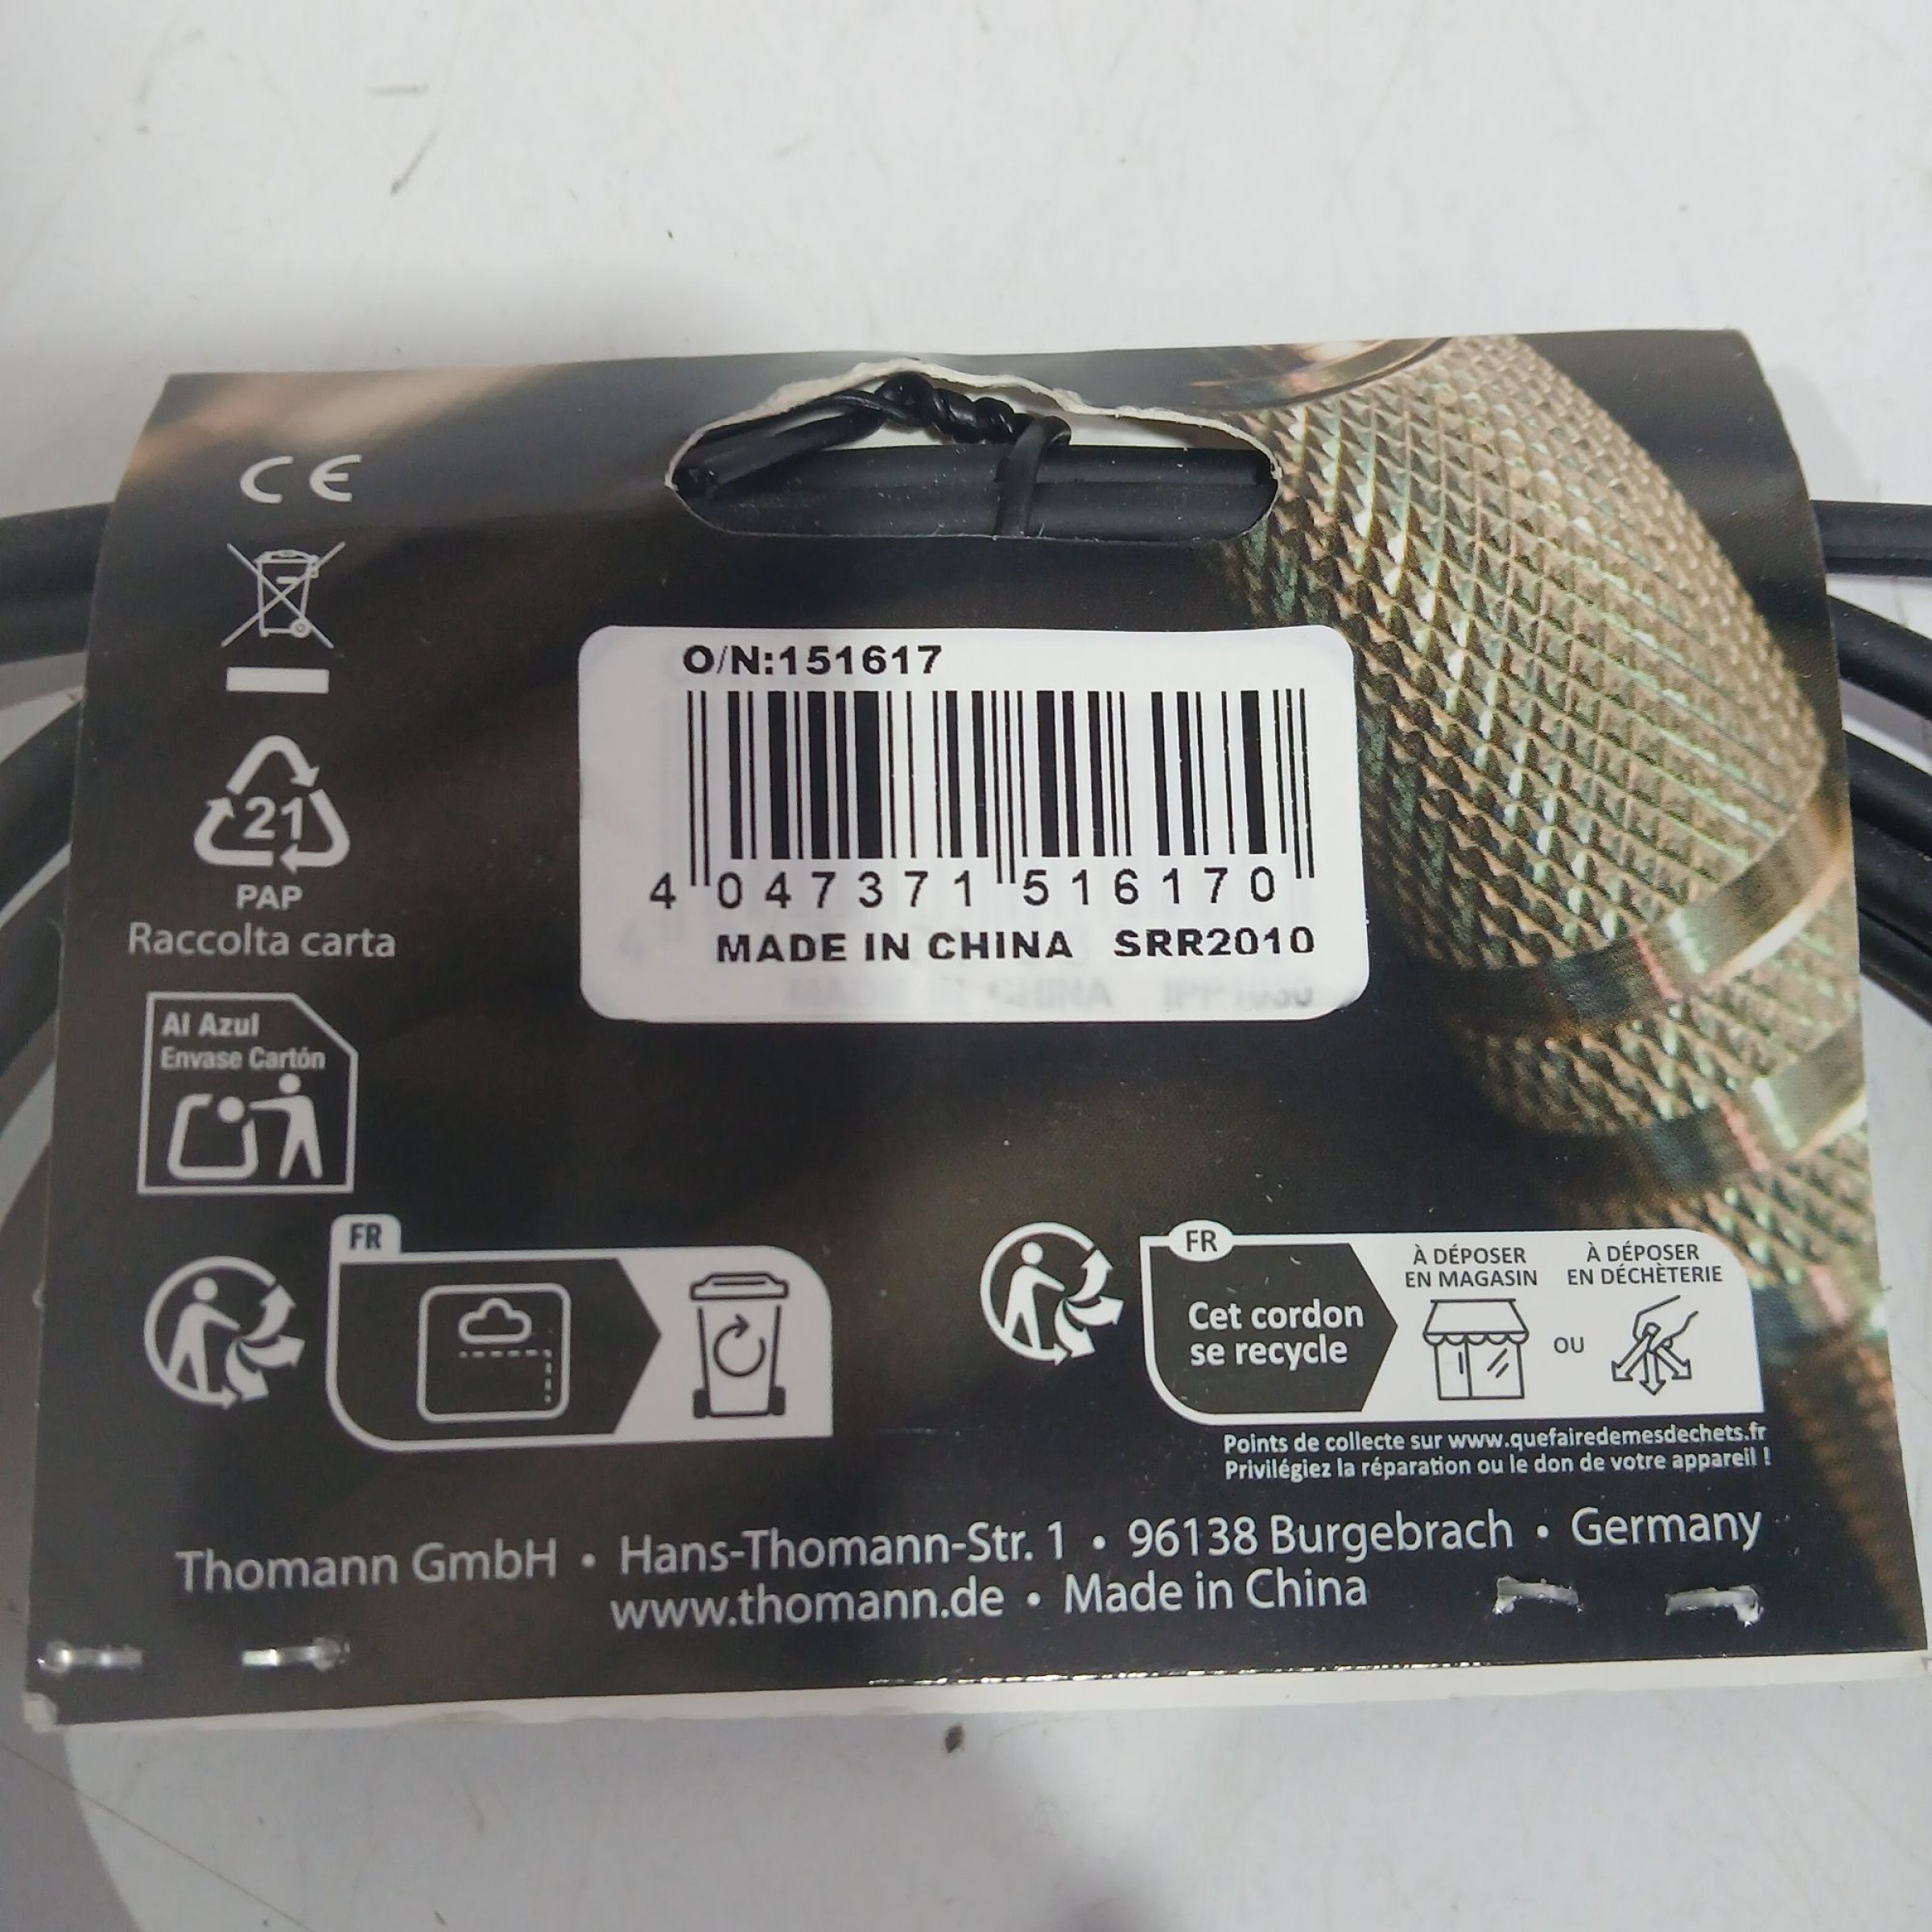 CE
O/N:151617
4 047371 516170
MADE IN CHINA SRR2010
21
PAP
Raccolta carta
Al Azul
Envase Cartón
FR
FR
Cet cordon
se recycle
À DÉPOSER
EN MAGASIN
OU
À DÉPOSER
EN DÉCHÈTERIE
Points de collecte sur www.quefairedemesdechets.fr
Privilégiez la réparation ou le don de votre appareil !
Thomann GmbH • Hans-Thomann-Str. 1 • 96138 Burgebrach • Germany
www.thomann.de • Made in China